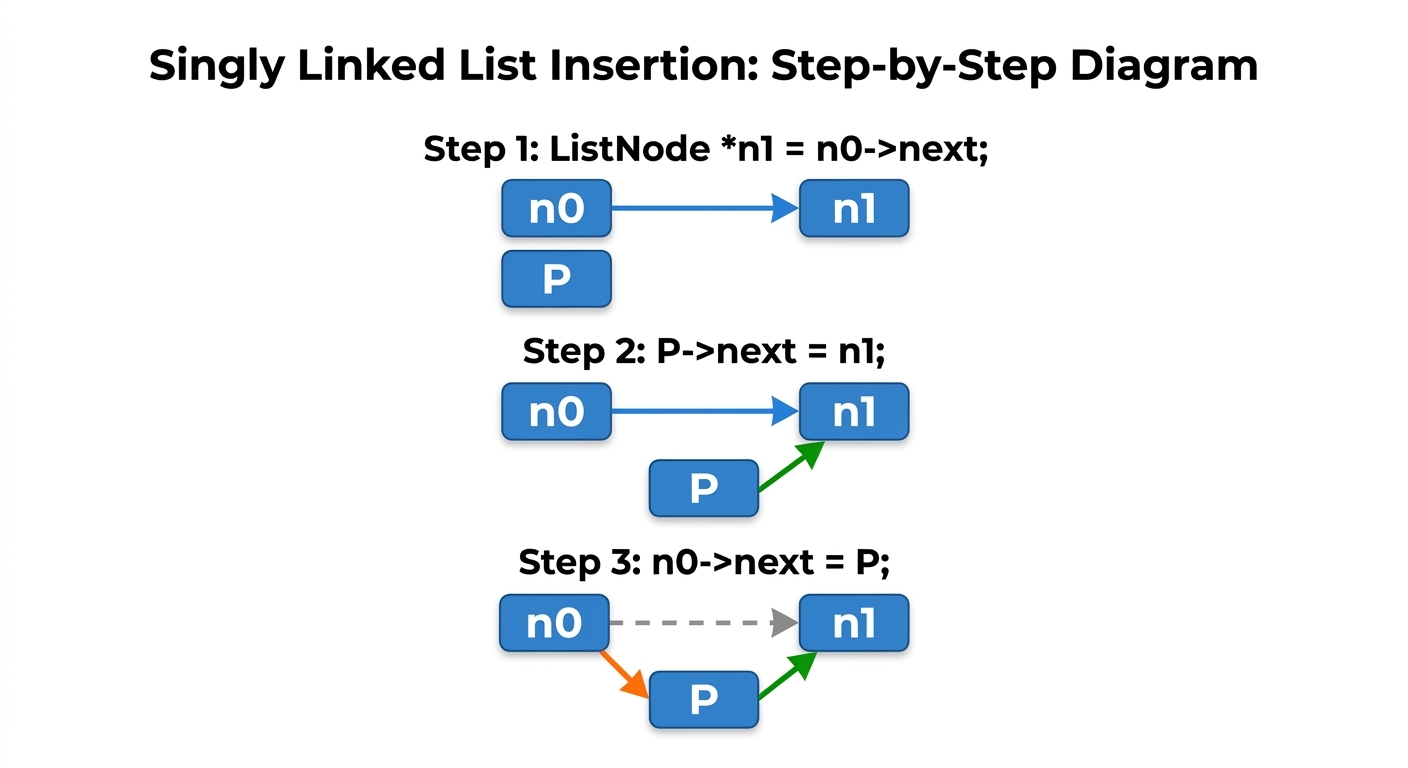 Singly Linked List Insertion: Step-by-Step Diagram
Step 1: ListNode *n1 = n0->next;
n0 n1
P
Step 2: P->next = n1;
n0 n1
P
Step 3: n0->next = P;
n0 n1
P